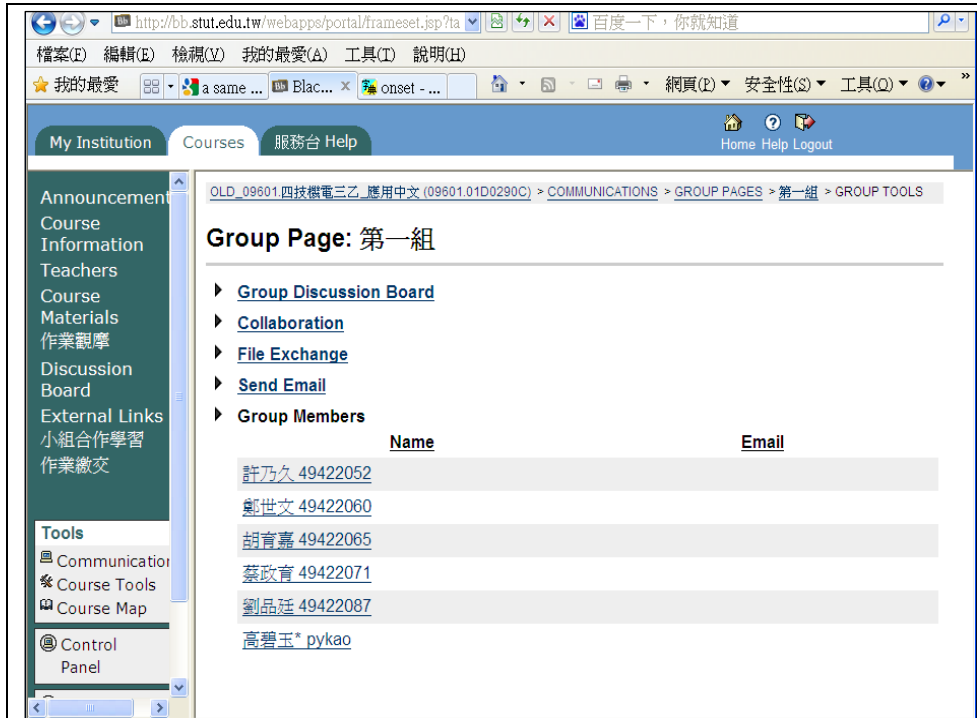 http://bb.stut.edu.tw/webapps/portal/frameset.jsp?ta
百度一下，你就知道
檔案(F) 編輯(E) 檢視(V) 我的最愛(A) 工具(T) 說明(H)
我的最愛 a same ... Blac... onset - ... 網頁(P) 安全性(S) 工具(O) »
My Institution Courses 服務台 Help
Home Help Logout
OLD_09601.四技機電三乙_應用中文 (09601.01D0290C) > COMMUNICATIONS > GROUP PAGES > 第一組 > GROUP TOOLS
Group Page: 第一組
Group Discussion Board
Collaboration
File Exchange
Send Email
Group Members
Name Email
許乃久 49422052
鄭世文 49422060
胡育嘉 49422065
蔡政育 49422071
劉品廷 49422087
高碧玉* pykao
Announcement
Course
Information
Teachers
Course
Materials
作業觀摩
Discussion
Board
External Links
小組合作學習
作業繳交
Tools
Communication
Course Tools
Course Map
Control
Panel